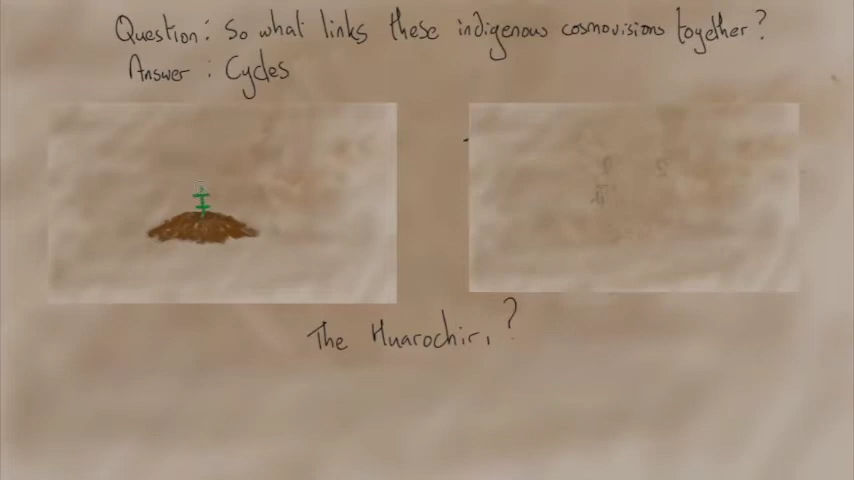 Question: So what links these indigenous cosmovisions together?
Answer: Cycles
The Huarochiri?